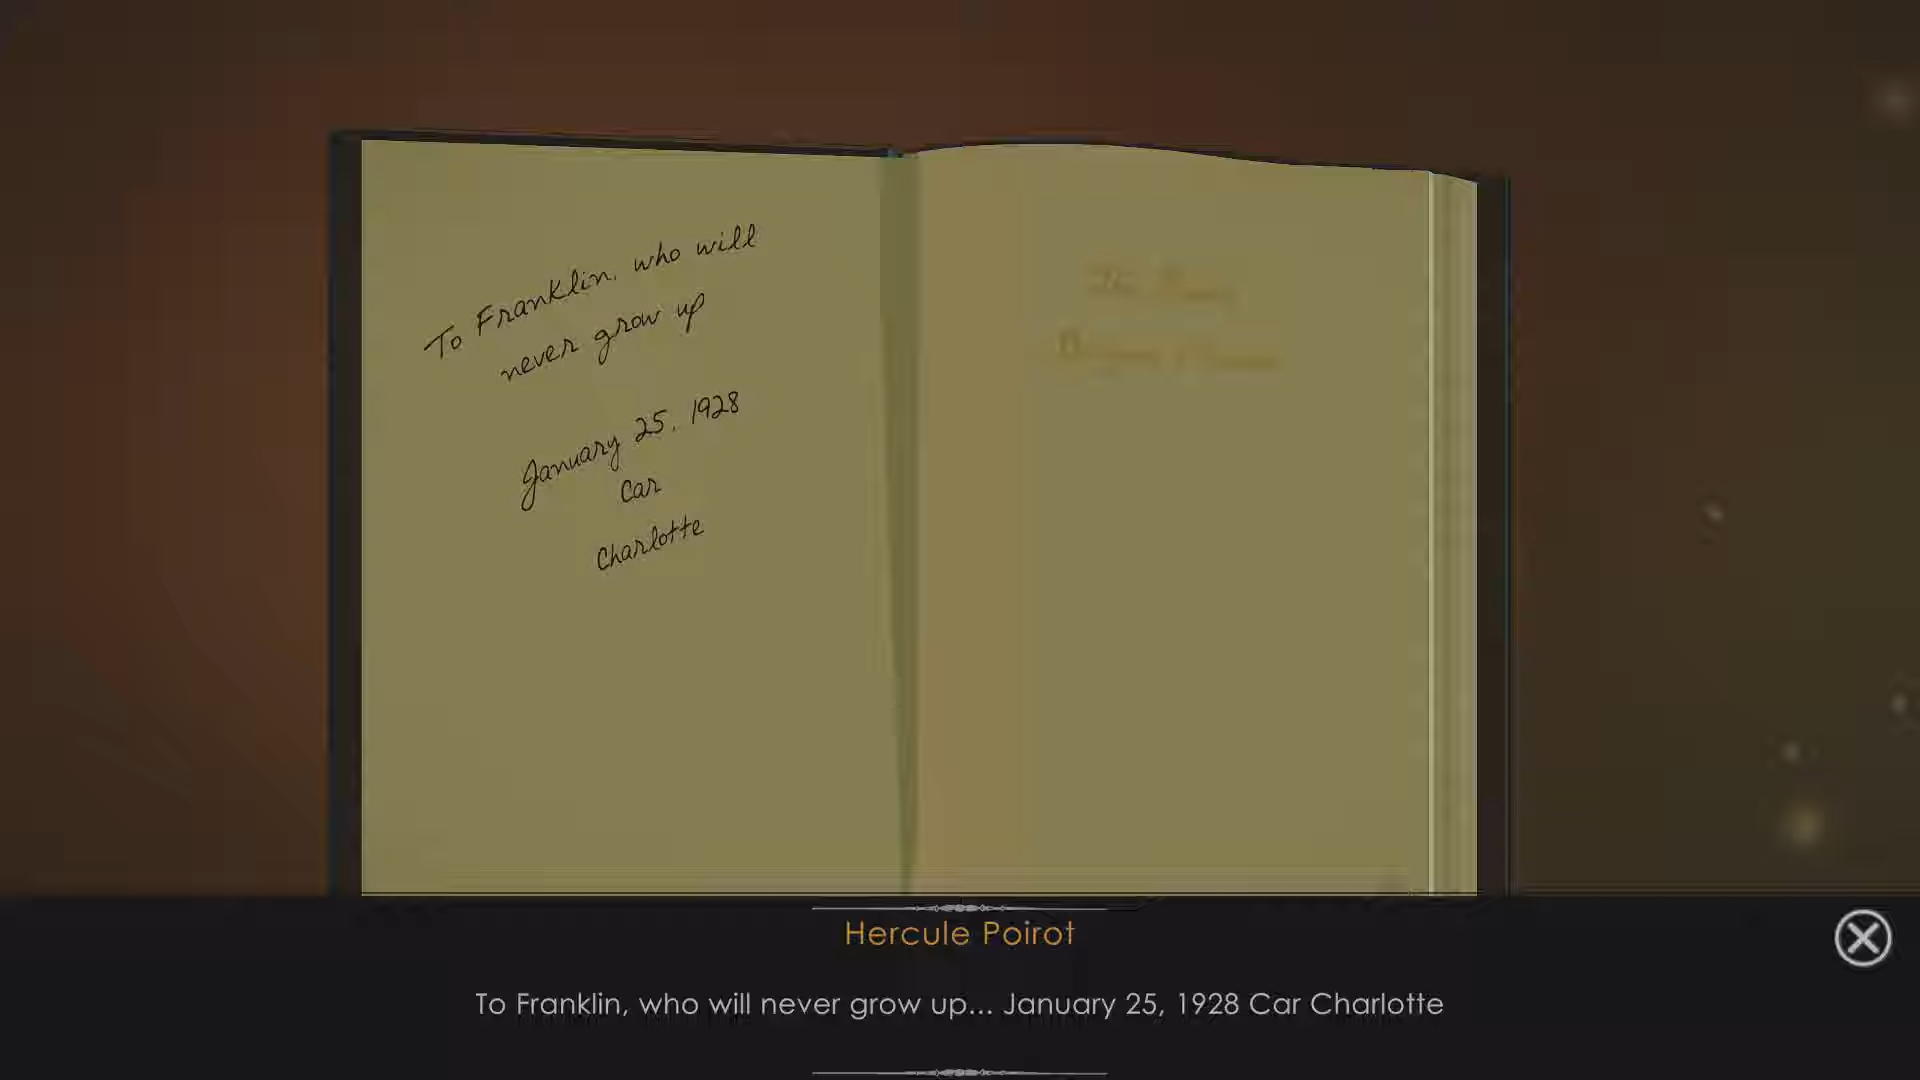 To Franklin, who will
never grow up
January 25, 1928
Car
Charlotte
Hercule Poirot
To Franklin, who will never grow up... January 25, 1928 Car Charlotte